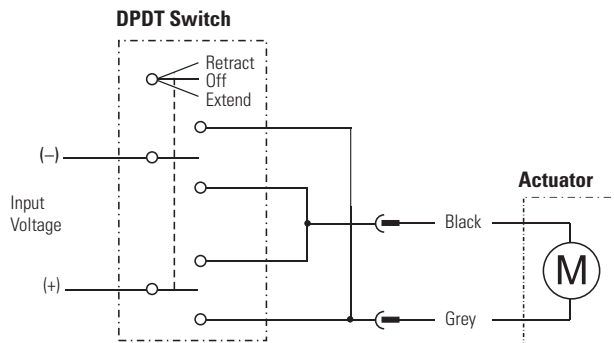 DPDT Switch
Retract
Off
Extend
(–)
Input
Voltage
(+)
Black
Grey
Actuator
M